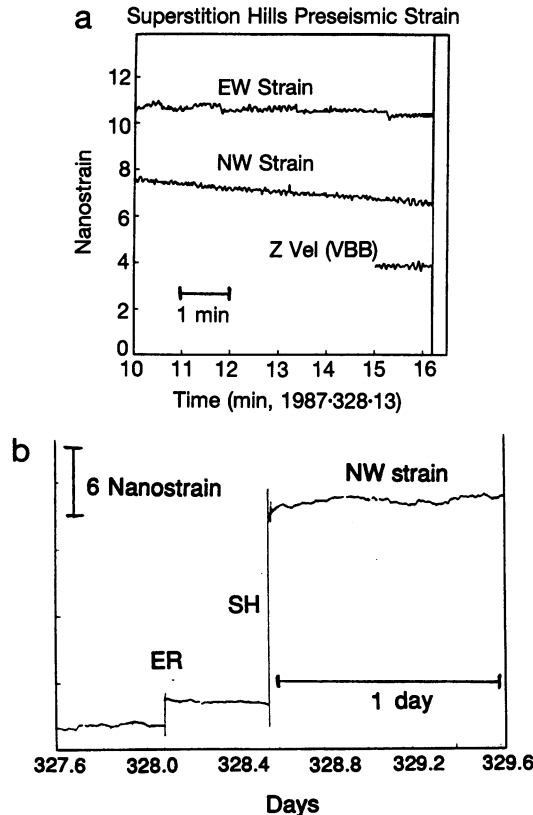 a Superstition Hills Preseismic Strain
12
EW Strain
10
8
NW Strain
6
Z Vel (VBB)
4
1 min
2
0
Nanostrain
10 11 12 13 14 15 16
Time (min, 1987·328·13)
b
6 Nanostrain
NW strain
SH
ER
1 day
327.6 328.0 328.4 328.8 329.2 329.6
Days